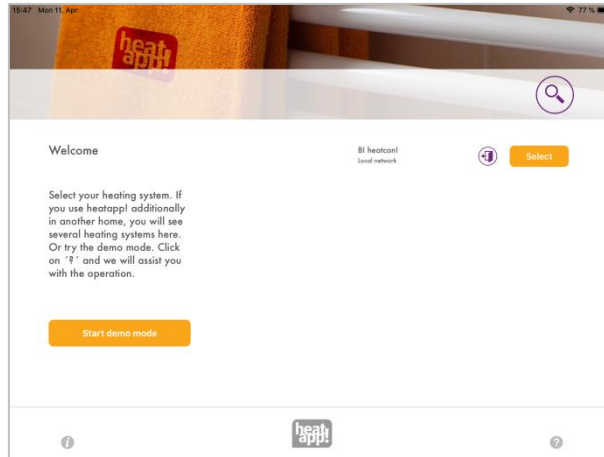 15:47 Mon 11. Apr.
77 %
heat
app!
Welcome
BI heatcon!
Local network
Select
Select your heating system. If
you use heatapp! additionally
in another home, you will see
several heating systems here.
Or try the demo mode. Click
on ´?´ and we will assist you
with the operation.
Start demo mode
i
heat
app!
?